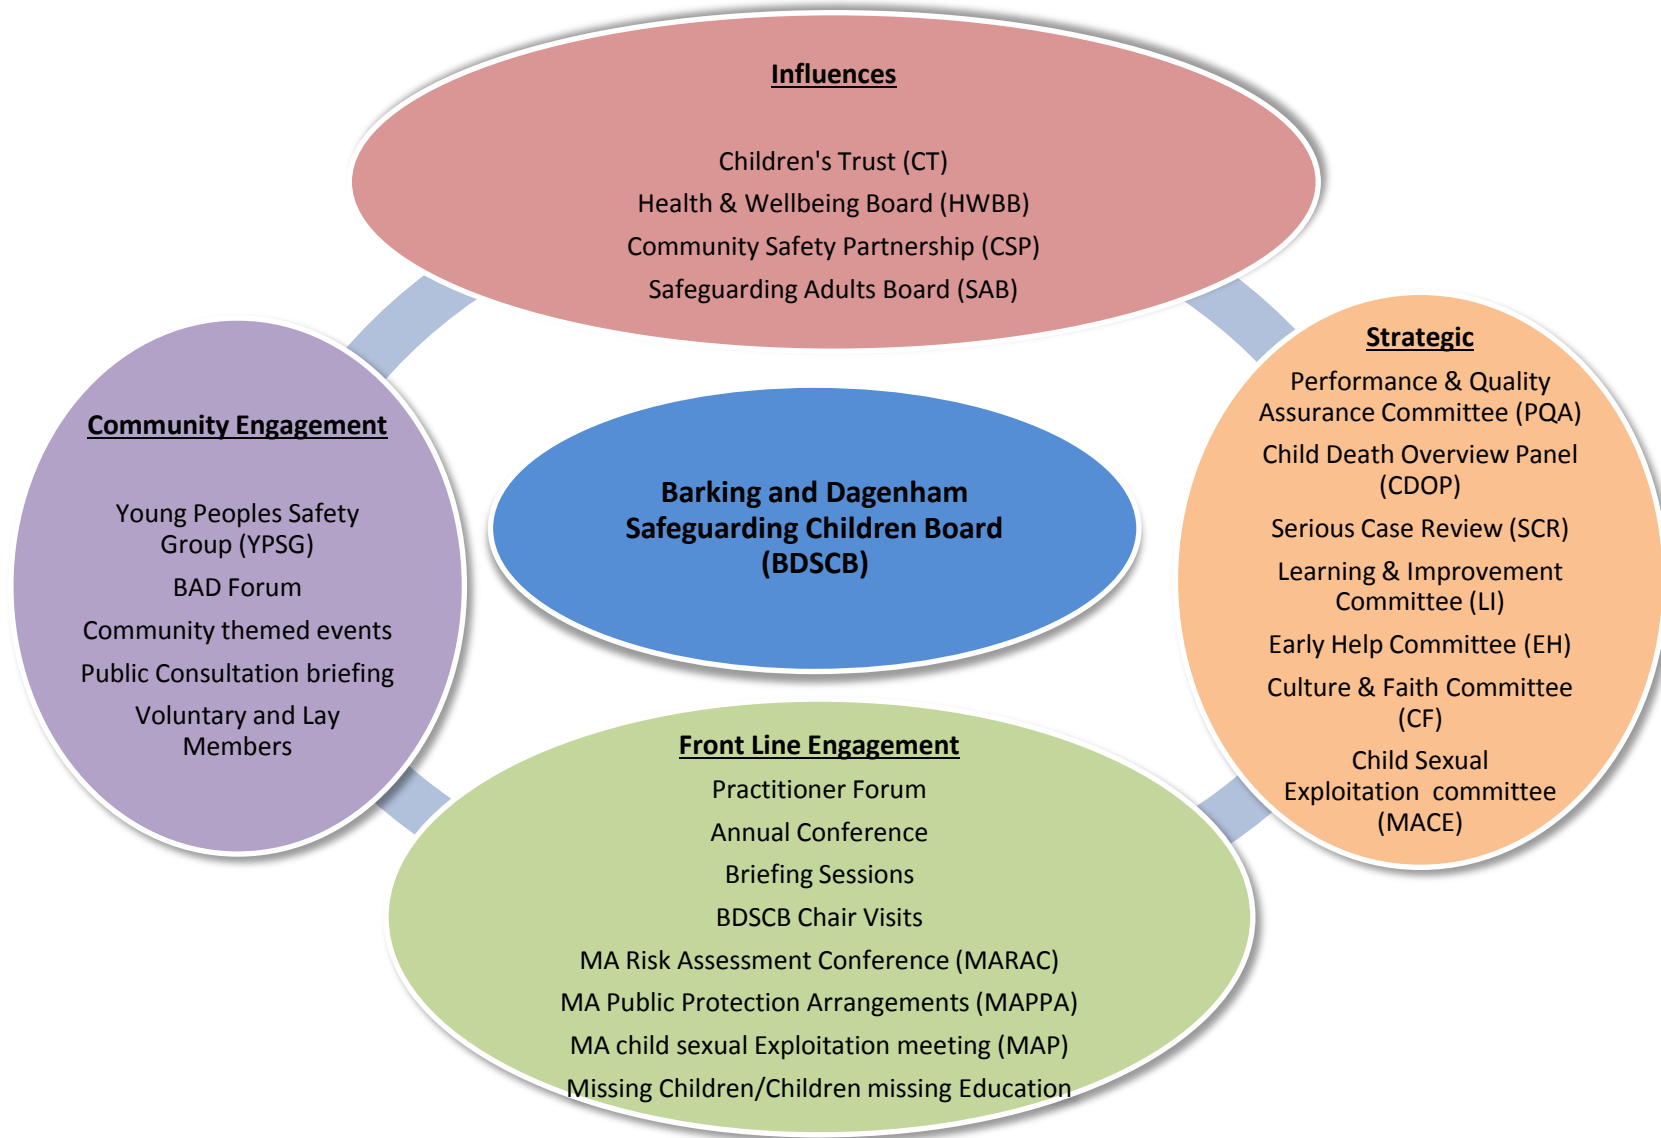 Influences
Children's Trust (CT)
Health & Wellbeing Board (HWBB)
Community Safety Partnership (CSP)
Safeguarding Adults Board (SAB)
Strategic
Performance & Quality
Assurance Committee (PQA)
Child Death Overview Panel
(CDOP)
Serious Case Review (SCR)
Learning & Improvement
Committee (LI)
Early Help Committee (EH)
Culture & Faith Committee
(CF)
Child Sexual
Exploitation  committee
(MACE)
Community Engagement
Young Peoples Safety
Group (YPSG)
BAD Forum
Community themed events
Public Consultation briefing
Voluntary and Lay
Members
Barking and Dagenham
Safeguarding Children Board
(BDSCB)
Front Line Engagement
Practitioner Forum
Annual Conference
Briefing Sessions
BDSCB Chair Visits
MA Risk Assessment Conference (MARAC)
MA Public Protection Arrangements (MAPPA)
MA child sexual Exploitation meeting (MAP)
Missing Children/Children missing Education